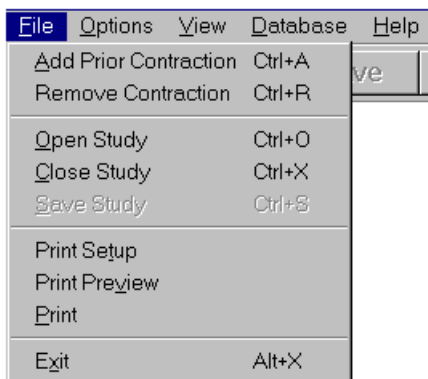 File Options View Database Help
Add Prior Contraction Ctrl+A
Remove Contraction Ctrl+R
Open Study Ctrl+O
Close Study Ctrl+X
Save Study Ctrl+S
Print Setup
Print Preview
Print
Exit Alt+X